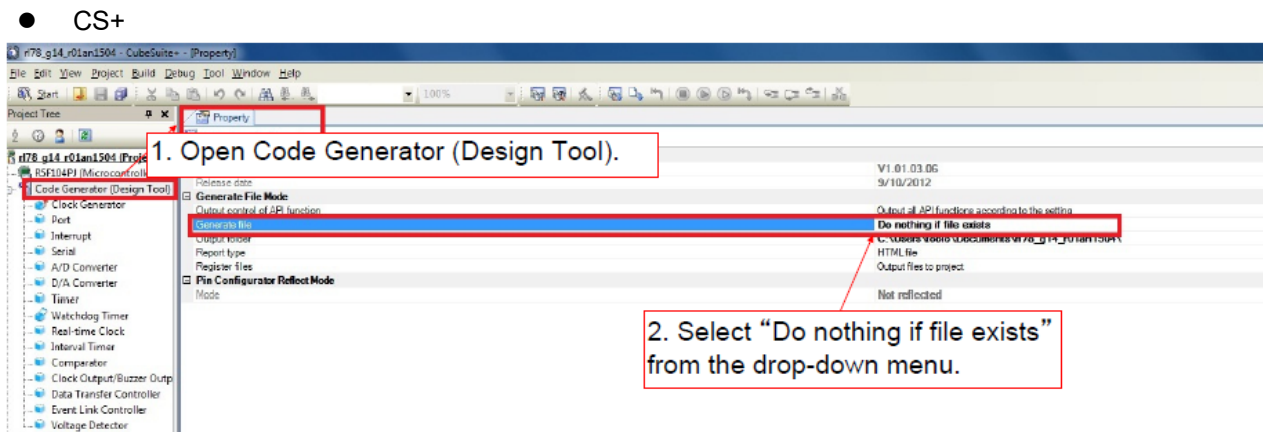 ● CS+
rl78_g14_r01an1504 - CubeSuite+ - [Property]
File Edit View Project Build Debug Tool Window Help
Start 100%
Project Tree
Property
1. Open Code Generator (Design Tool).
rl78_g14_r01an1504 (Proje
R5F104PJ (Microcontroll
V1.01.03.06
Code Generator (Design Tool)
Release date 9/10/2012
Clock Generator
Generate File Mode
Port
Output control of API function Output all API functions according to the setting
Interrupt
Generate file Do nothing if file exists
Serial
Output folder
A/D Converter
Report type HTML file
D/A Converter
Register files Output files to project
Timer
Pin Configurator Reflect Mode
Watchdog Timer
Mode Not reflected
Real-time Clock
Interval Timer
Comparator
Clock Output/Buzzer Outp
Data Transfer Controller
Event Link Controller
Voltage Detector
2. Select “Do nothing if file exists”
from the drop-down menu.